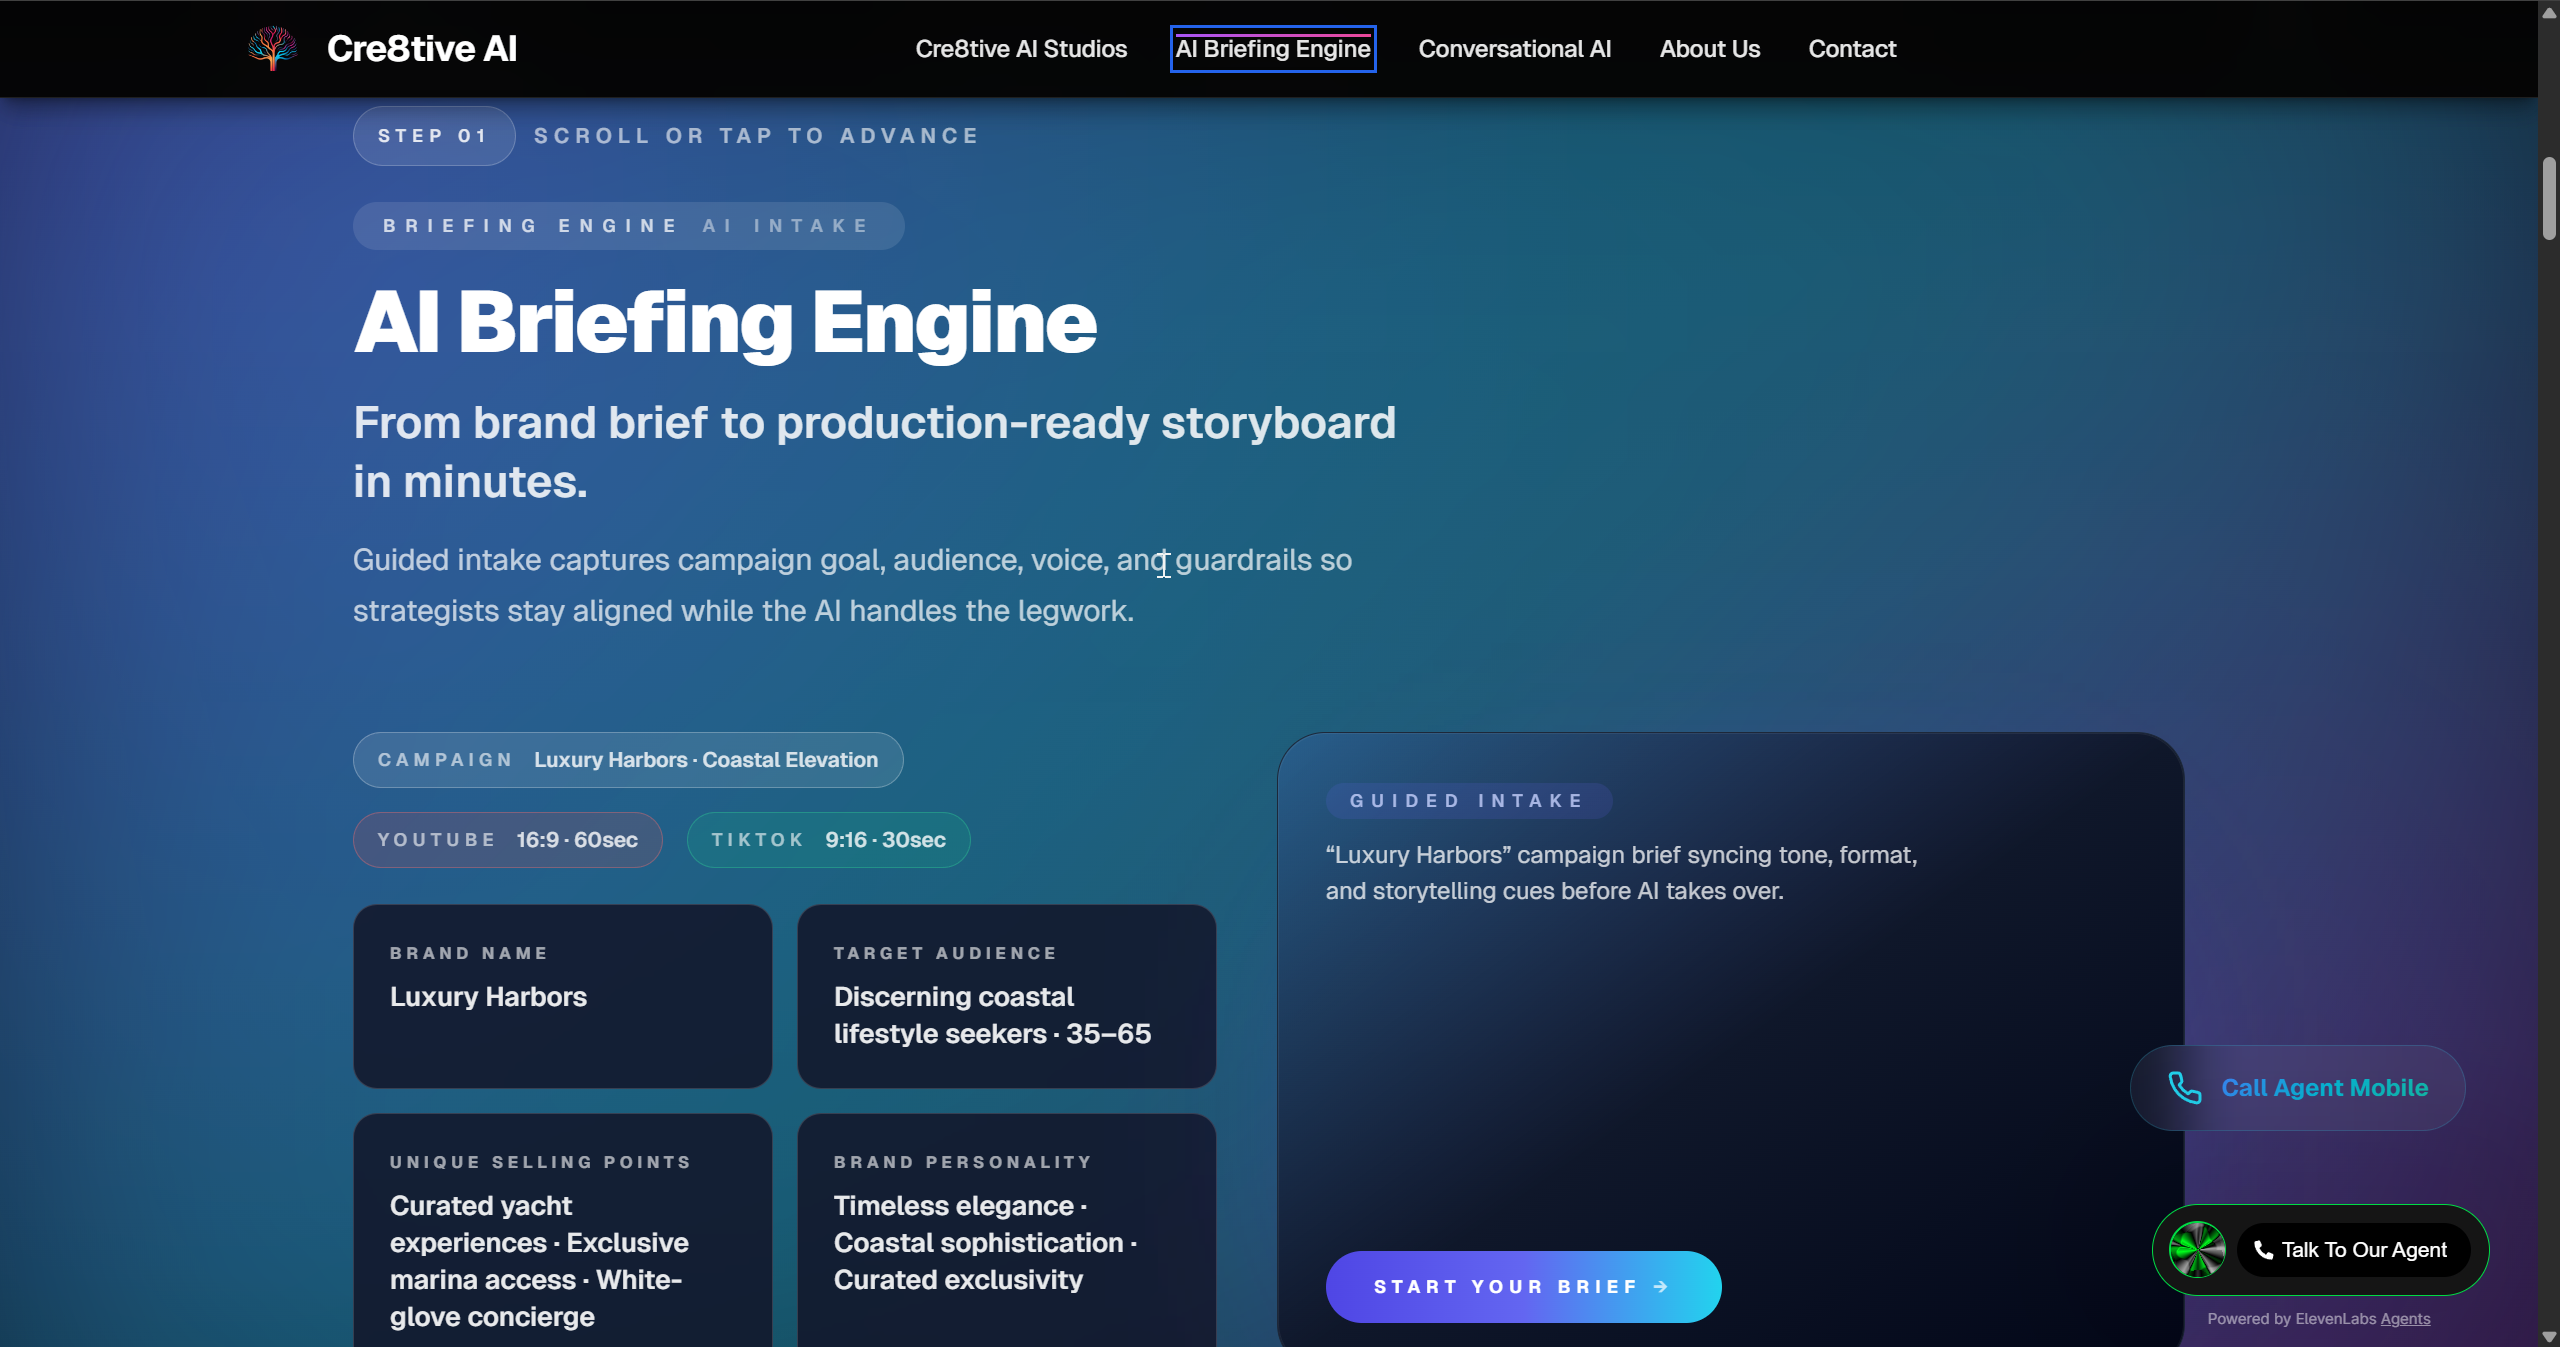 Cre8tive AI
Cre8tive AI Studios
AI Briefing Engine
Conversational AI
About Us
Contact
STEP 01
SCROLL OR TAP TO ADVANCE
BRIEFING ENGINE AI INTAKE
AI Briefing Engine
From brand brief to production-ready storyboard
in minutes.
Guided intake captures campaign goal, audience, voice, and guardrails so
strategists stay aligned while the AI handles the legwork.
CAMPAIGN Luxury Harbors · Coastal Elevation
YOUTUBE 16:9 · 60sec
TIKTOK 9:16 · 30sec
BRAND NAME
Luxury Harbors
TARGET AUDIENCE
Discerning coastal
lifestyle seekers · 35–65
UNIQUE SELLING POINTS
Curated yacht
experiences · Exclusive
marina access · White-
glove concierge
BRAND PERSONALITY
Timeless elegance ·
Coastal sophistication ·
Curated exclusivity
GUIDED INTAKE
“Luxury Harbors” campaign brief syncing tone, format,
and storytelling cues before AI takes over.
START YOUR BRIEF →
Call Agent Mobile
Talk To Our Agent
Powered by ElevenLabs Agents